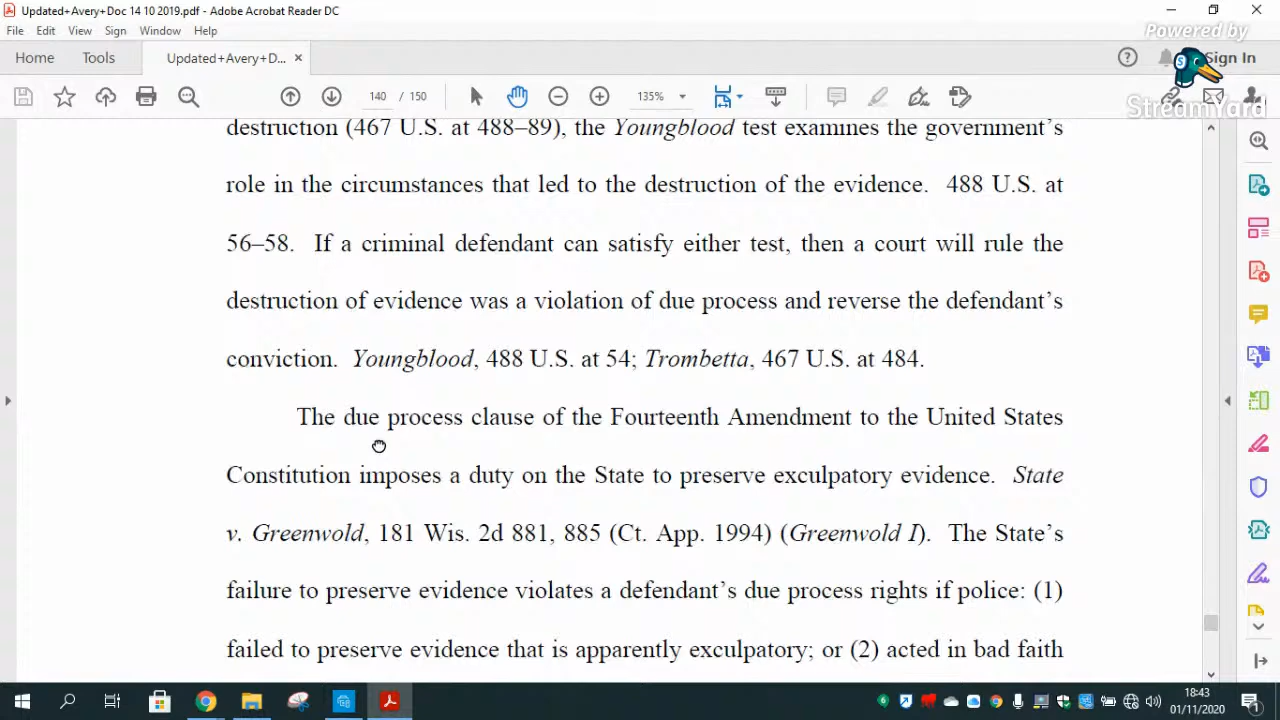 Updated+Avery+Doc 14 10 2019.pdf - Adobe Acrobat Reader DC
File Edit View Sign Window Help
Powered by
Home Tools Updated+Avery+D... × Sign In
140 / 150 135%
StreamYard
destruction (467 U.S. at 488–89), the Youngblood test examines the government's
role in the circumstances that led to the destruction of the evidence. 488 U.S. at
56–58. If a criminal defendant can satisfy either test, then a court will rule the
destruction of evidence was a violation of due process and reverse the defendant's
conviction. Youngblood, 488 U.S. at 54; Trombetta, 467 U.S. at 484.
The due process clause of the Fourteenth Amendment to the United States
Constitution imposes a duty on the State to preserve exculpatory evidence. State
v. Greenwold, 181 Wis. 2d 881, 885 (Ct. App. 1994) (Greenwold I). The State's
failure to preserve evidence violates a defendant's due process rights if police: (1)
failed to preserve evidence that is apparently exculpatory; or (2) acted in bad faith
18:43
01/11/2020